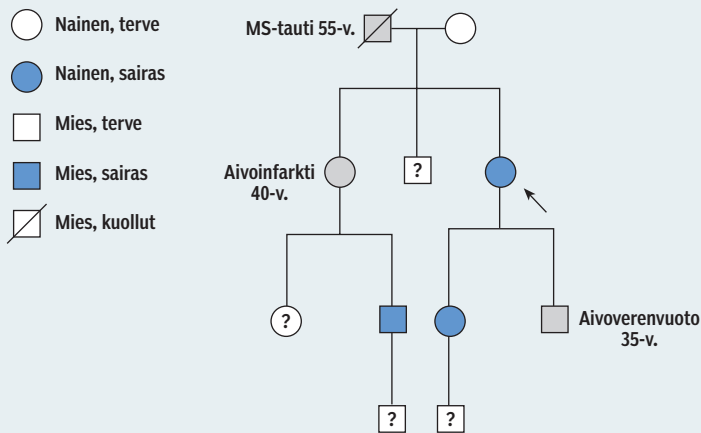 Nainen, terve
Nainen, sairas
Mies, terve
Mies, sairas
Mies, kuollut
MS-tauti 55-v.
Aivoinfarkti
40-v.
?
?
Aivoverenvuoto
35-v.
?
?